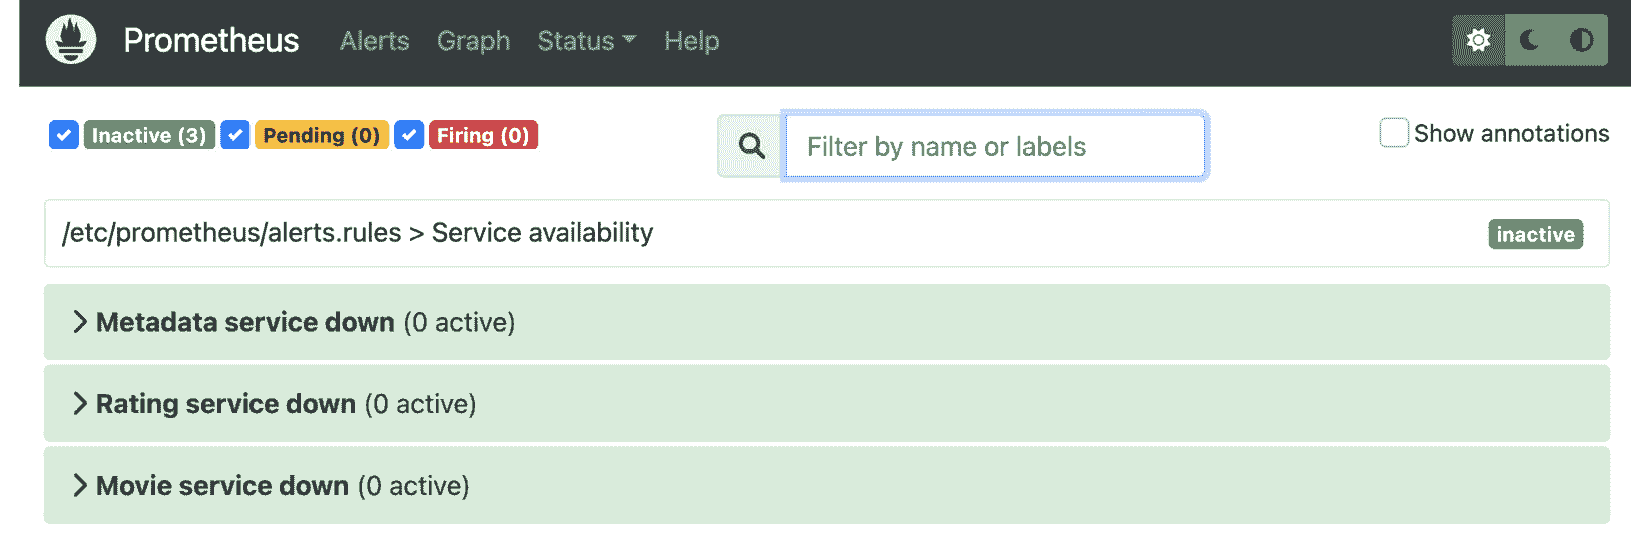 Prometheus Alerts Graph Status Help
Inactive (3) Pending (0) Firing (0) Filter by name or labels Show annotations
/etc/prometheus/alerts.rules > Service availability inactive
Metadata service down (0 active)
Rating service down (0 active)
Movie service down (0 active)